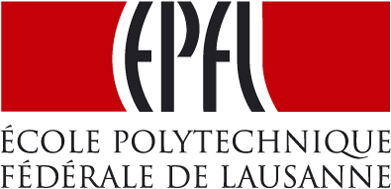 EPFL
ÉCOLE POLYTECHNIQUE
FÉDÉRALE DE LAUSANNE